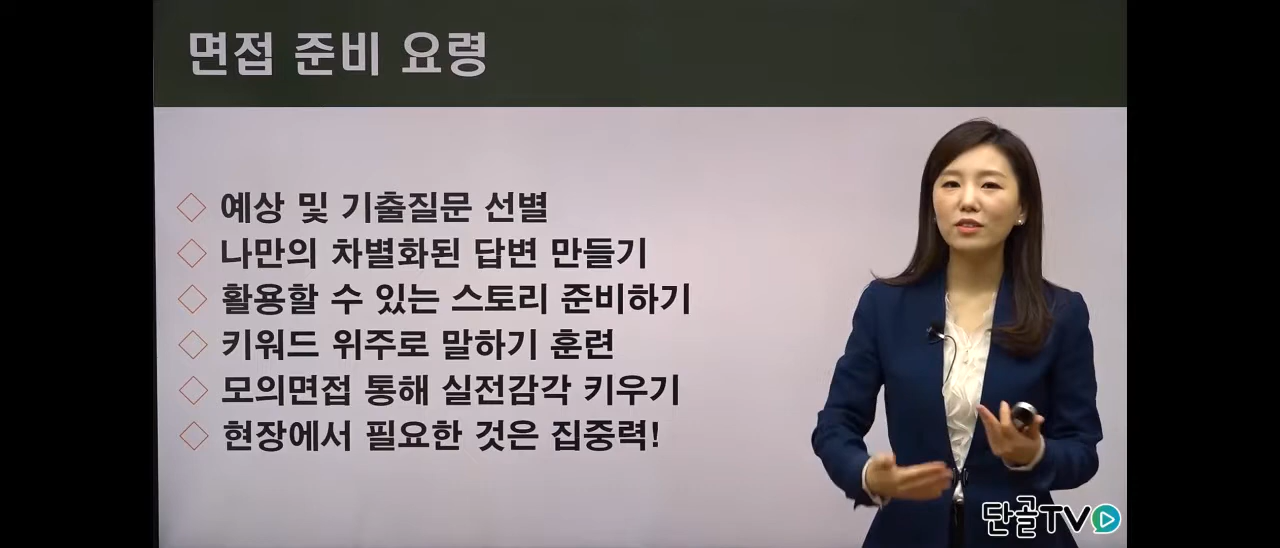 면접 준비 요령
예상 및 기출질문 선별
나만의 차별화된 답변 만들기
활용할 수 있는 스토리 준비하기
키워드 위주로 말하기 훈련
모의면접 통해 실전감각 키우기
현장에서 필요한 것은 집중력!
단골TV